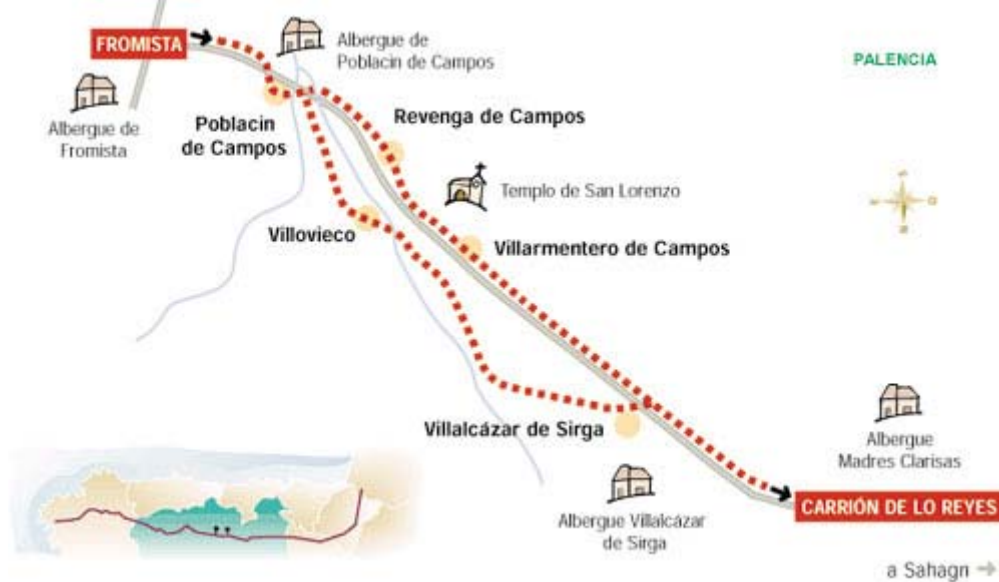 FROMISTA
Albergue de
Poblacin de Campos
PALENCIA
Albergue de
Fromista
Poblacin
de Campos
Revenga de Campos
Templo de San Lorenzo
Villovieco
Villarmentero de Campos
Villalcázar de Sirga
Albergue
Madres Clarisas
Albergue Villalcázar
de Sirga
CARRIÓN DE LO REYES
a Sahagn